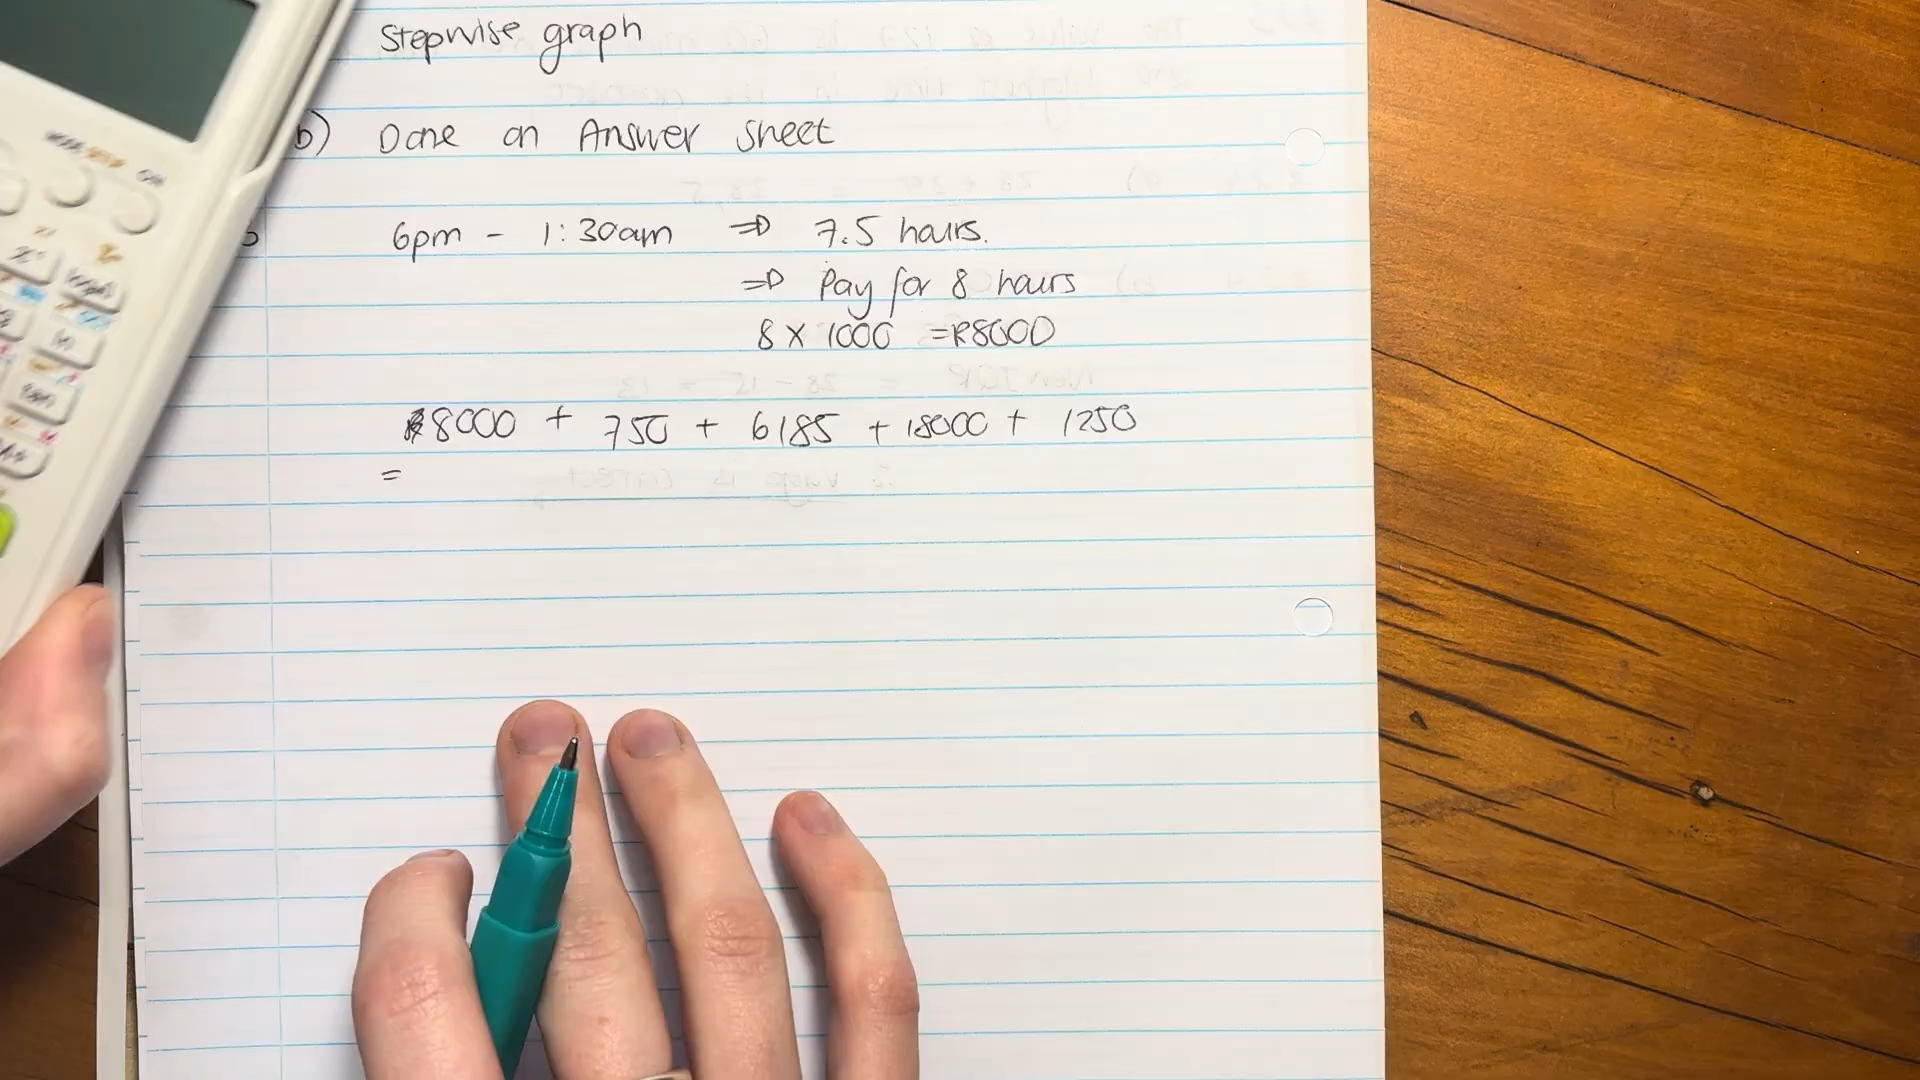 Stepwise graph
b) Done on Answer sheet
6pm - 1:30am ⇒ 7.5 hours.
⇒ Pay for 8 hours
8 × 1000 = R8000
8000 + 750 + 6185 + 18000 + 1250
=